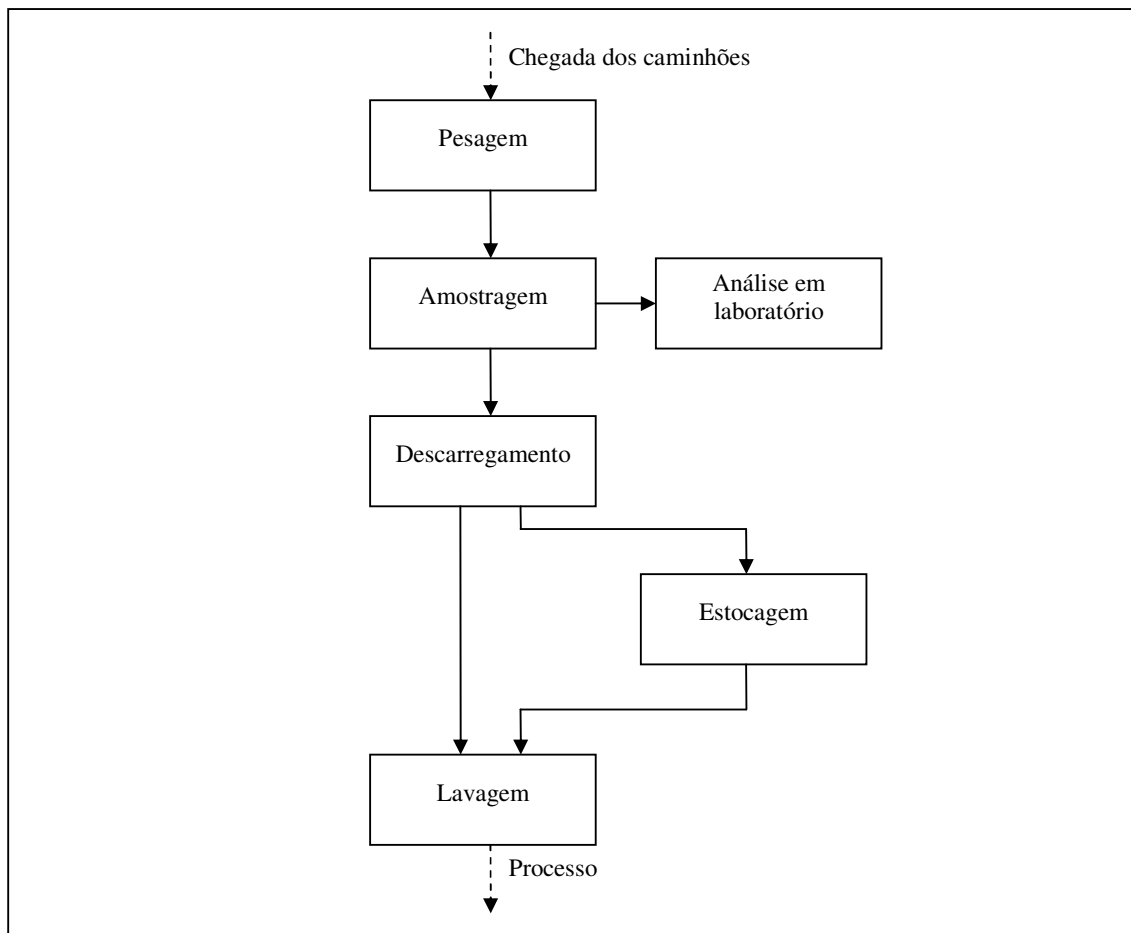 Chegada dos caminhões
Pesagem
Amostragem
Análise em
laboratório
Descarregamento
Estocagem
Lavagem
Processo